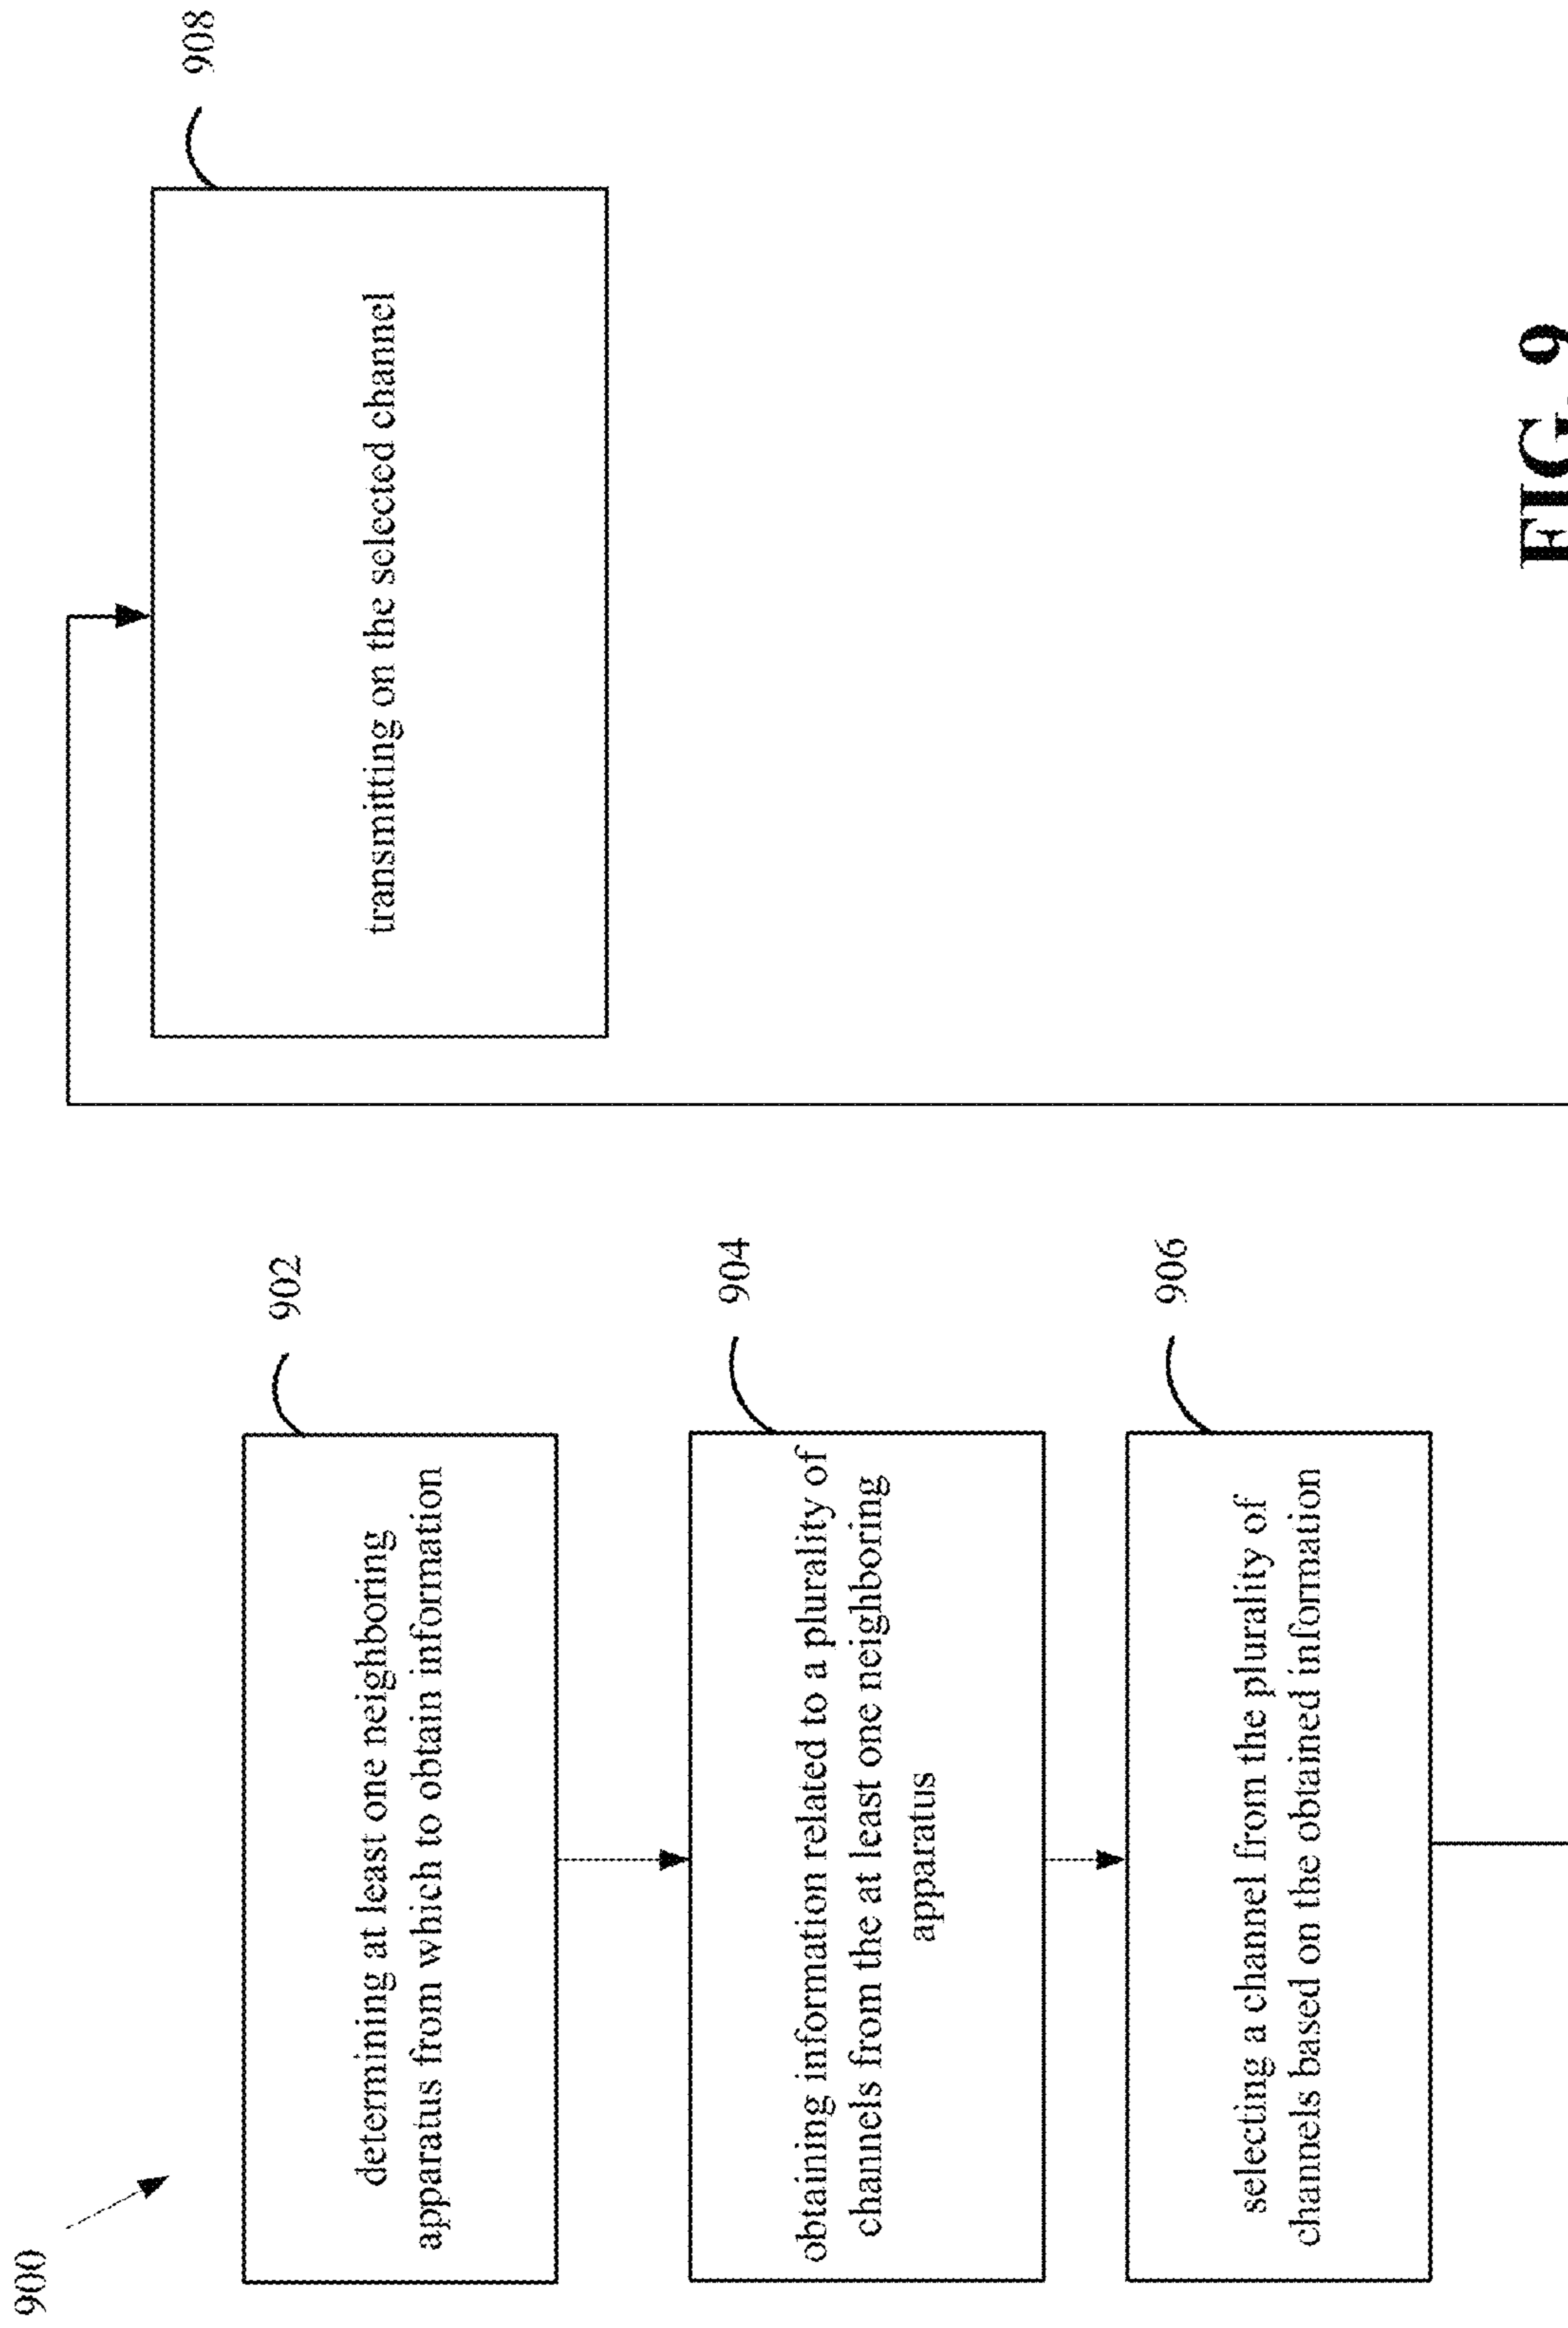 900
902
determining at least one neighboring
apparatus from which to obtain information
904
obtaining information related to a plurality of
channels from the at least one neighboring
apparatus
906
selecting a channel from the plurality of
channels based on the obtained information
908
transmitting on the selected channel
FIG. 9